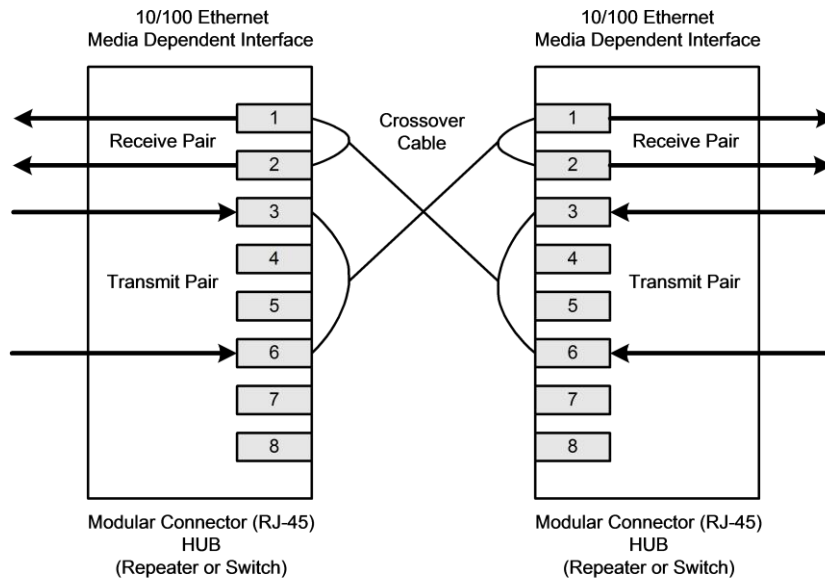 10/100 Ethernet
Media Dependent Interface
10/100 Ethernet
Media Dependent Interface
1
Receive Pair
2
3
4
Transmit Pair
5
6
7
8
Crossover
Cable
1
Receive Pair
2
3
4
Transmit Pair
5
6
7
8
Modular Connector (RJ-45)
HUB
(Repeater or Switch)
Modular Connector (RJ-45)
HUB
(Repeater or Switch)